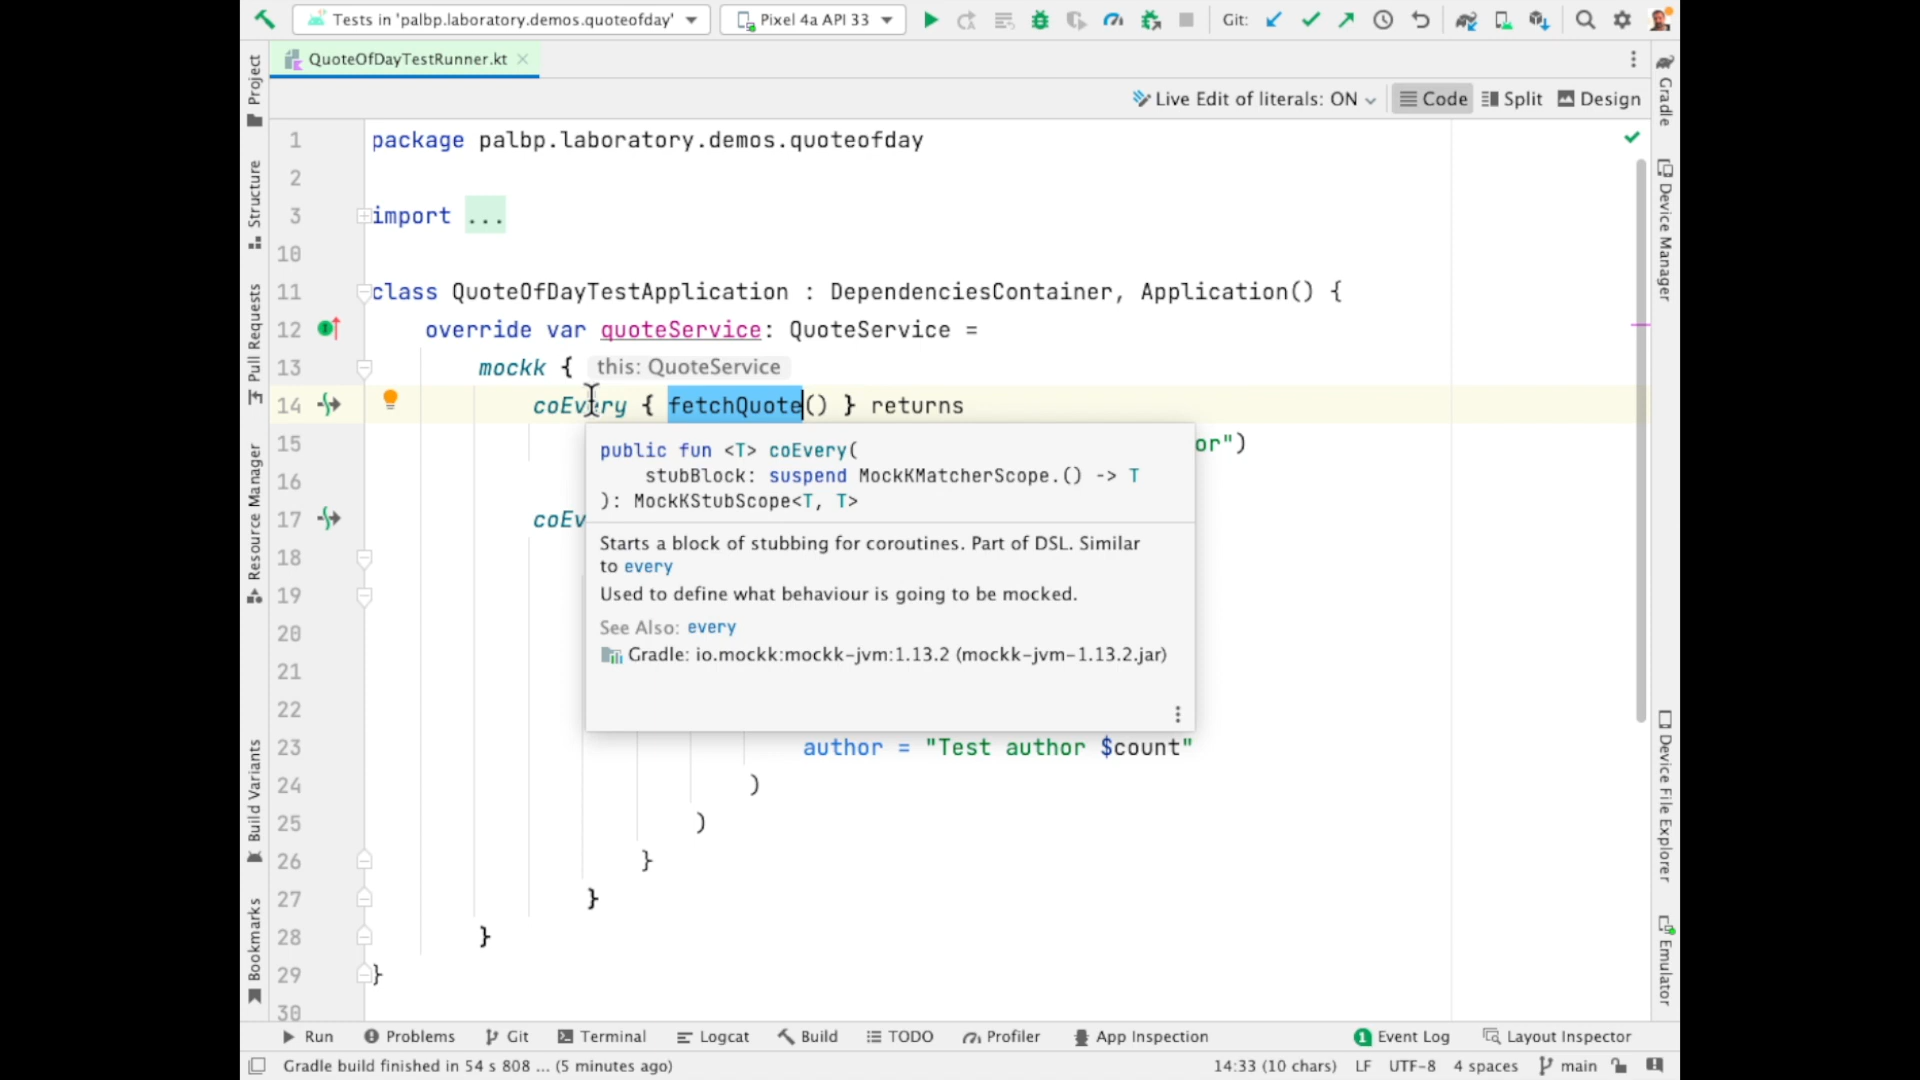 Tests in 'palbp.laboratory.demos.quoteofday'
Pixel 4a API 33
Git:
QuoteOfDayTestRunner.kt
Live Edit of literals: ON
Code
Split
Design
Project
Structure
Pull Requests
Resource Manager
Build Variants
Bookmarks
Gradle
Device Manager
Device File Explorer
Emulator
1 package palbp.laboratory.demos.quoteofday
2
3 import ...
10
11 class QuoteOfDayTestApplication : DependenciesContainer, Application() {
12 override var quoteService: QuoteService =
13 mockk { this: QuoteService
14 coEvery { fetchQuote() } returns
15 or")
16
17 coEv
18
19
20
21
22
23 author = "Test author $count"
24 )
25 )
26 }
27 }
28 }
29 }
30
public fun <T> coEvery(
stubBlock: suspend MockKMatcherScope.() -> T
): MockKStubScope<T, T>
Starts a block of stubbing for coroutines. Part of DSL. Similar
to every
Used to define what behaviour is going to be mocked.
See Also: every
Gradle: io.mockk:mockk-jvm:1.13.2 (mockk-jvm-1.13.2.jar)
Run
Problems
Git
Terminal
Logcat
Build
TODO
Profiler
App Inspection
1 Event Log
Layout Inspector
Gradle build finished in 54 s 808 ... (5 minutes ago)
14:33 (10 chars)
LF
UTF-8
4 spaces
main